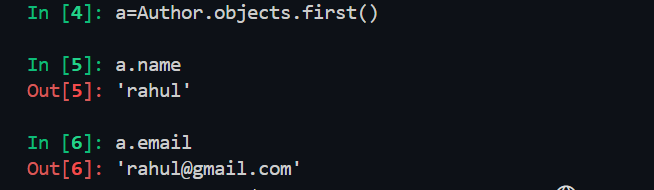 In [4]: a=Author.objects.first()
In [5]: a.name
Out[5]: 'rahul'
In [6]: a.email
Out[6]: 'rahul@gmail.com'